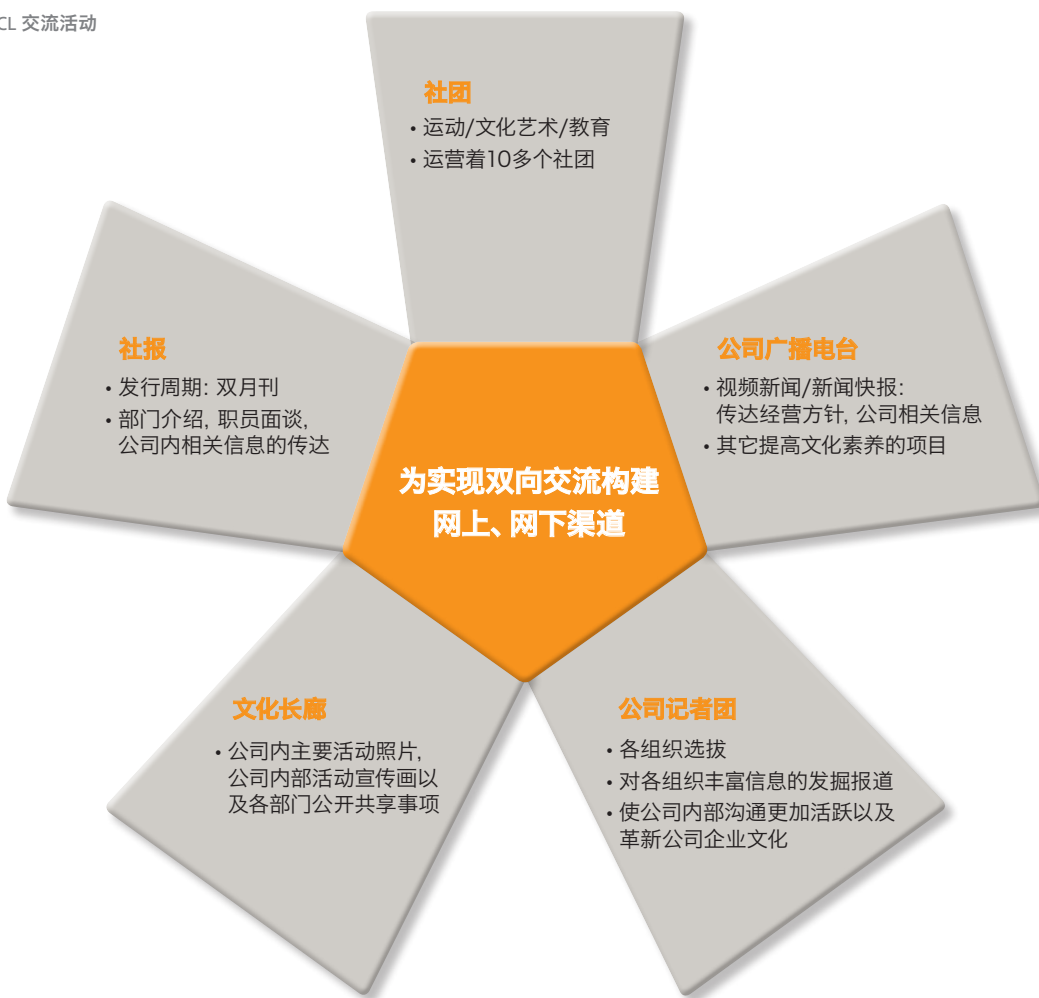 CL 交流活动
社团
• 运动/文化艺术/教育
• 运营着10多个社团
社报
• 发行周期: 双月刊
• 部门介绍, 职员面谈,
公司内相关信息的传达
公司广播电台
• 视频新闻/新闻快报:
传达经营方针, 公司相关信息
• 其它提高文化素养的项目
为实现双向交流构建
网上、网下渠道
文化长廊
• 公司内主要活动照片,
公司内部活动宣传画以
及各部门公开共享事项
公司记者团
• 各组织选拔
• 对各组织丰富信息的发掘报道
• 使公司内部沟通更加活跃以及
革新公司企业文化